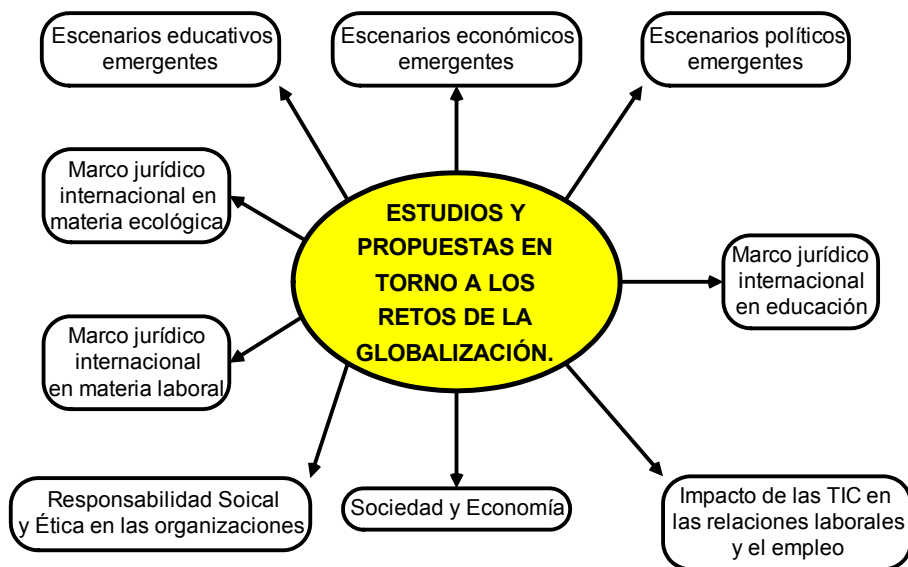 Escenarios educativos
emergentes
Escenarios económicos
emergentes
Escenarios políticos
emergentes
Marco jurídico
internacional en
materia ecológica
ESTUDIOS Y
PROPUESTAS EN
TORNO A LOS
RETOS DE LA
GLOBALIZACIÓN.
Marco jurídico
internacional
en educación
Marco jurídico
internacional
en materia laboral
Responsabilidad Soical
y Ética en las organizaciones
Sociedad y Economía
Impacto de las TIC en
las relaciones laborales
y el empleo